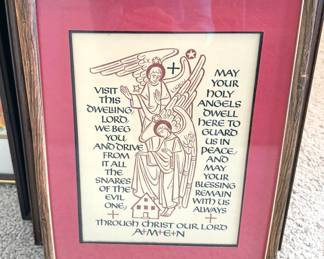 VISIT
THIS
DWELLING
LORD
WE BEG
YOU
AND DRIVE
FROM
IT ALL
THE
SNARES
OF THE
EVIL
ONE,
MAY
YOUR
HOLY
ANGELS
DWELL
HERE TO
GUARD
US IN
PEACE
AND
MAY
YOUR
BLESSING
REMAIN
WITH US
ALWAYS
THROUGH CHRIST OUR LORD
A+M+E+N